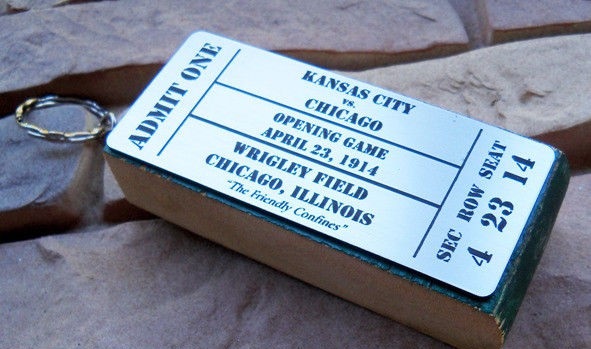 ADMIT ONE
KANSAS CITY
vs.
CHICAGO
OPENING GAME
APRIL 23, 1914
WRIGLEY FIELD
CHICAGO, ILLINOIS
"The Friendly Confines"
SEC ROW SEAT
4 23 14